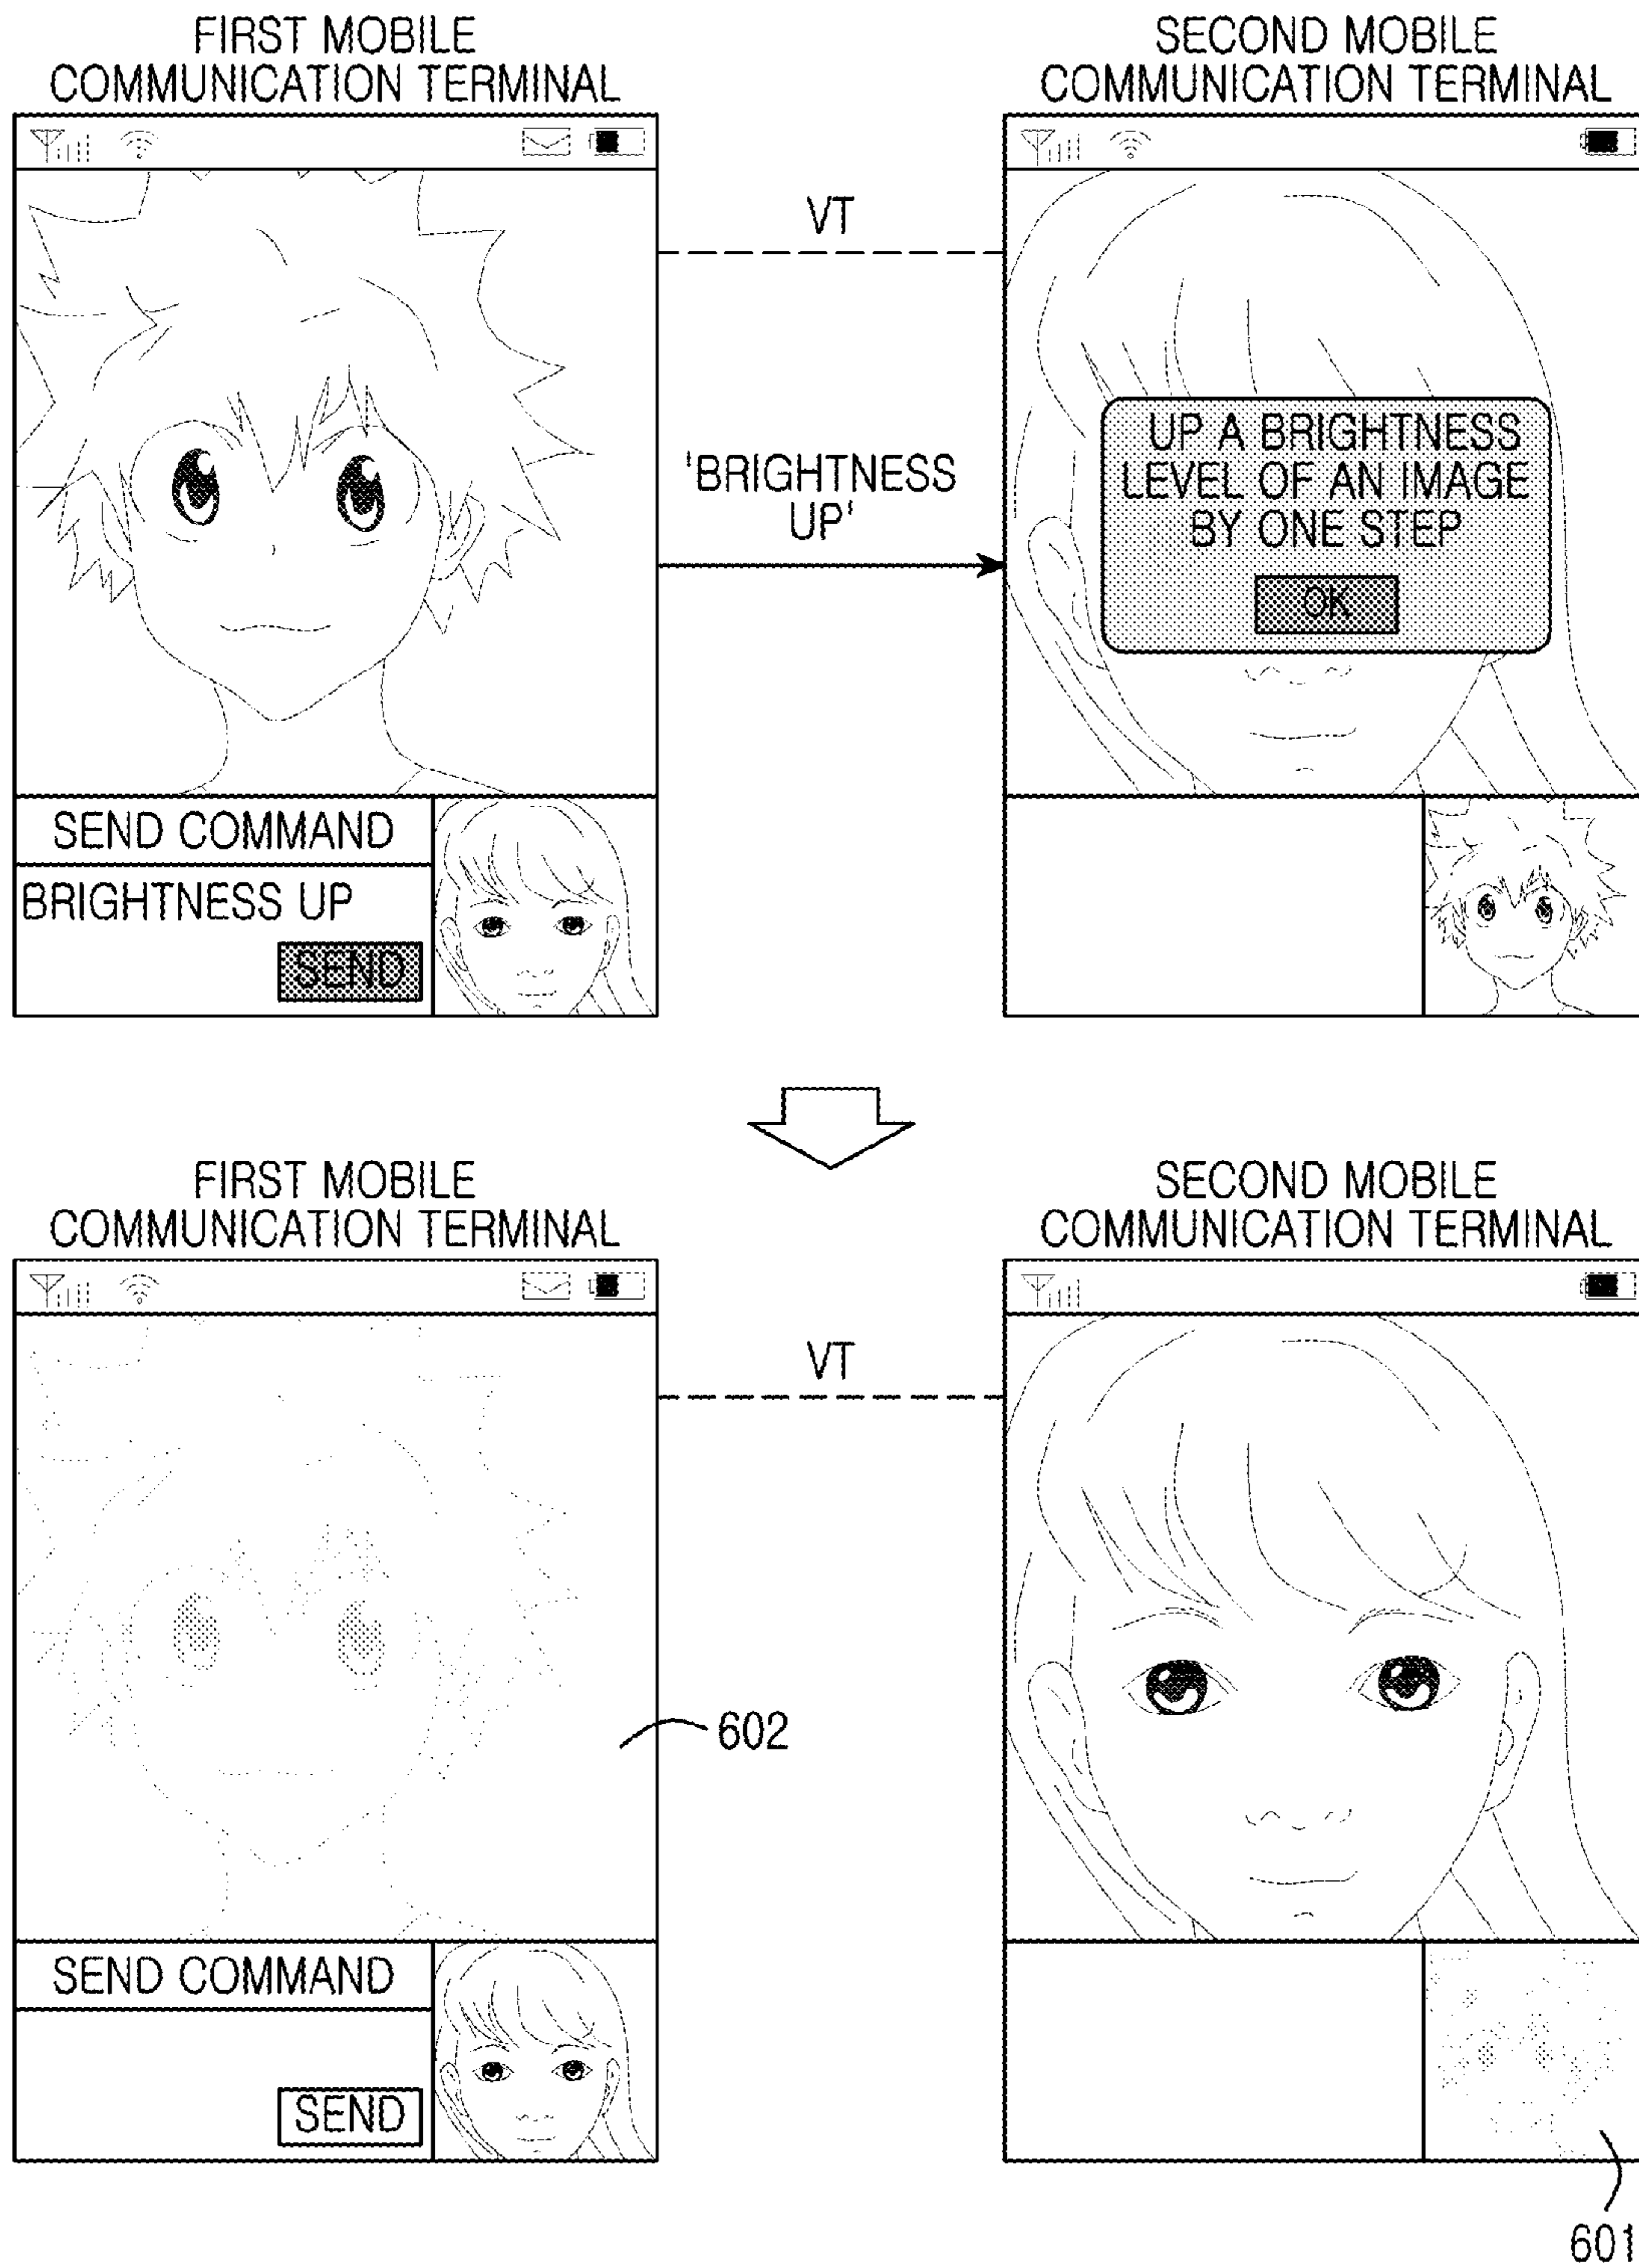 FIRST MOBILE
COMMUNICATION TERMINAL
SECOND MOBILE
COMMUNICATION TERMINAL
VT
'BRIGHTNESS
UP'
UP A BRIGHTNESS
LEVEL OF AN IMAGE
BY ONE STEP
OK
SEND COMMAND
BRIGHTNESS UP
SEND
FIRST MOBILE
COMMUNICATION TERMINAL
SECOND MOBILE
COMMUNICATION TERMINAL
VT
602
SEND COMMAND
SEND
601